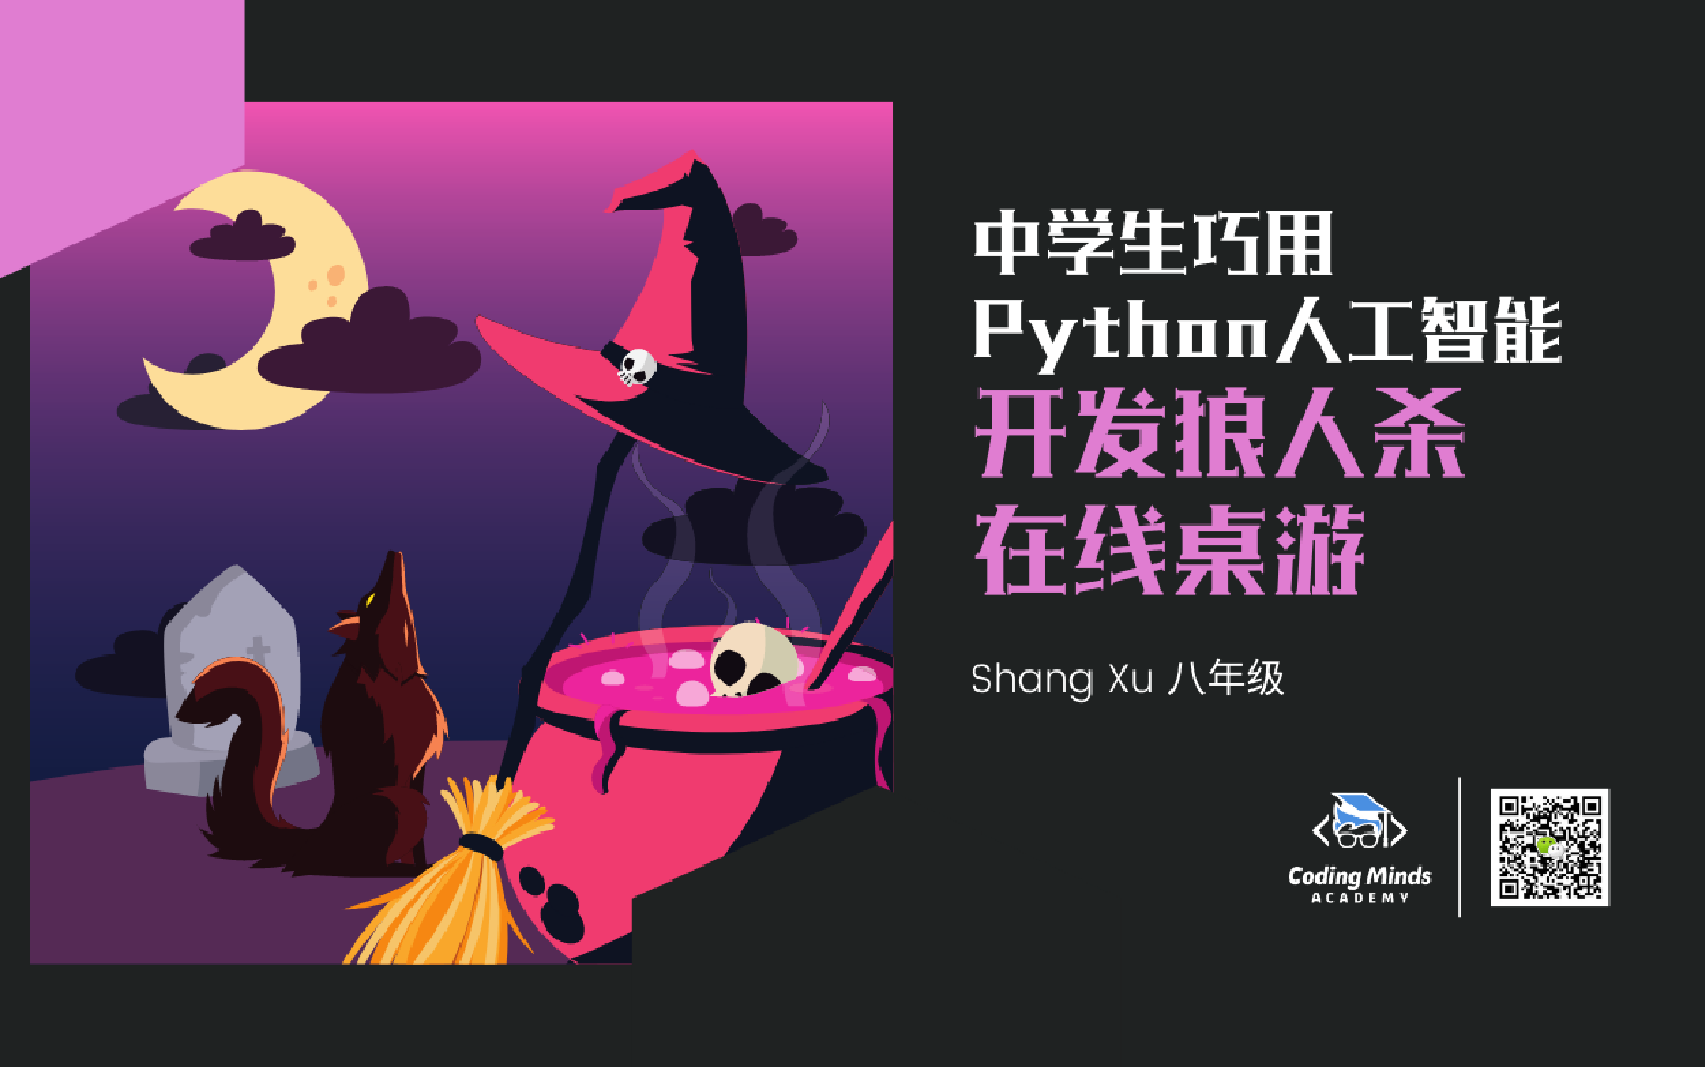 中学生巧用
Python人工智能
开发狼人杀
在线桌游
Shang Xu 八年级
Coding Minds
ACADEMY